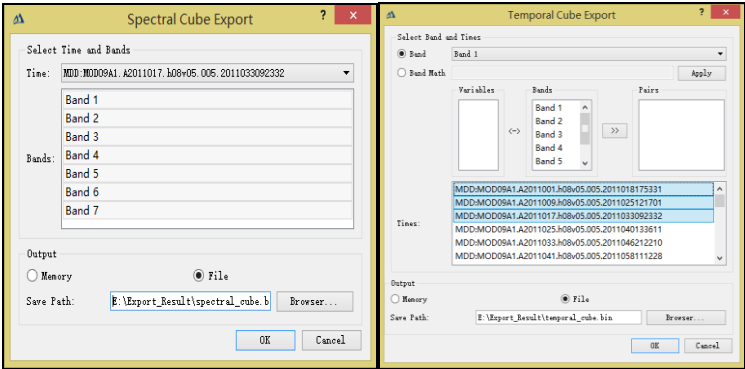 Spectral Cube Export
?
×
Select Time and Bands
Time: MDD:MOD09A1.A2011017.h08v05.005.2011033092332
Bands:
Band 1
Band 2
Band 3
Band 4
Band 5
Band 6
Band 7
Output
Memory
File
Save Path: E:\Export_Result\spectral_cube.b Browser...
OK Cancel
Temporal Cube Export
?
×
Select Band and Times
Band Band 1
Band Math Apply
Variables Bands Pairs
Band 1
Band 2
<-> Band 3 >>
Band 4
Band 5
Times:
MDD:MOD09A1.A2011001.h08v05.005.2011018175331
MDD:MOD09A1.A2011009.h08v05.005.2011025121701
MDD:MOD09A1.A2011017.h08v05.005.2011033092332
MDD:MOD09A1.A2011025.h08v05.005.2011040133611
MDD:MOD09A1.A2011033.h08v05.005.2011046212210
MDD:MOD09A1.A2011041.h08v05.005.2011058111228
Output
Memory
File
Save Path: E:\Export_Result\temporal_cube.bin Browser...
OK Cancel